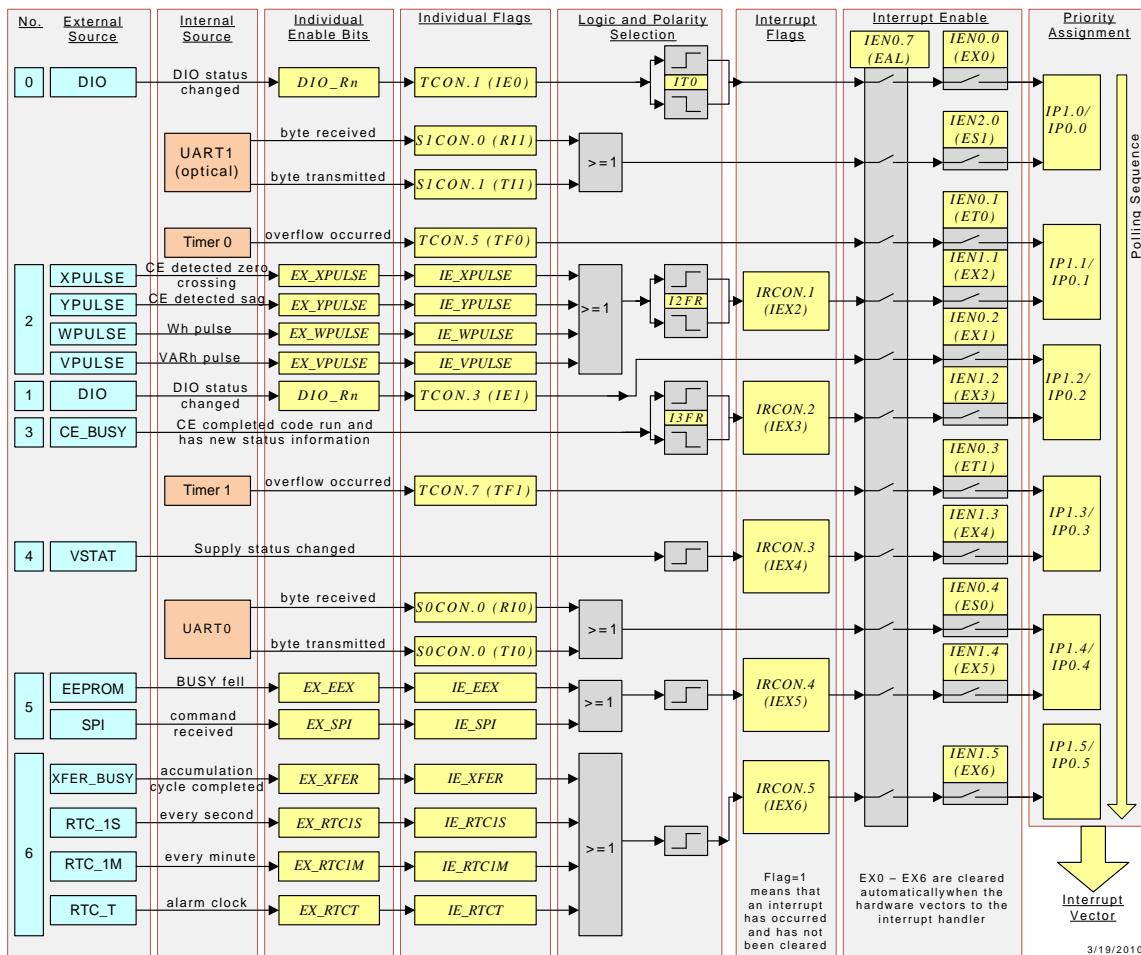 No.
External Source
Internal Source
Individual Enable Bits
Individual Flags
Logic and Polarity Selection
Interrupt Flags
Interrupt Enable
Priority Assignment
IEN0.7 (EAL)
0
DIO
DIO status changed
DIO_Rn
TCON.1 (IE0)
IT0
IEN0.0 (EX0)
IP1.0/ IP0.0
UART1 (optical)
byte received
S1CON.0 (RI1)
byte transmitted
S1CON.1 (TI1)
>=1
IEN2.0 (ES1)
Timer 0
overflow occurred
TCON.5 (TF0)
IEN0.1 (ET0)
IP1.1/ IP0.1
2
XPULSE
CE detected zero crossing
EX_XPULSE
IE_XPULSE
YPULSE
CE detected sag
EX_YPULSE
IE_YPULSE
WPULSE
Wh pulse
EX_WPULSE
IE_WPULSE
VPULSE
VARh pulse
EX_VPULSE
IE_VPULSE
>=1
I2FR
IRCON.1 (IEX2)
IEN1.1 (EX2)
1
DIO
DIO status changed
DIO_Rn
TCON.3 (IE1)
IEN0.2 (EX1)
IP1.2/ IP0.2
3
CE_BUSY
CE completed code run and has new status information
I3FR
IRCON.2 (IEX3)
IEN1.2 (EX3)
Timer 1
overflow occurred
TCON.7 (TF1)
IEN0.3 (ET1)
IP1.3/ IP0.3
4
VSTAT
Supply status changed
IRCON.3 (IEX4)
IEN1.3 (EX4)
UART0
byte received
S0CON.0 (RI0)
byte transmitted
S0CON.0 (TI0)
>=1
IEN0.4 (ES0)
IP1.4/ IP0.4
5
EEPROM
BUSY fell
EX_EEX
IE_EEX
SPI
command received
EX_SPI
IE_SPI
>=1
IRCON.4 (IEX5)
IEN1.4 (EX5)
6
XFER_BUSY
accumulation cycle completed
EX_XFER
IE_XFER
RTC_1S
every second
EX_RTC1S
IE_RTC1S
RTC_1M
every minute
EX_RTC1M
IE_RTC1M
RTC_T
alarm clock
EX_RTCT
IE_RTCT
>=1
IRCON.5 (IEX6)
IEN1.5 (EX6)
IP1.5/ IP0.5
Polling Sequence
Flag=1 means that an interrupt has occurred and has not been cleared
EX0 – EX6 are cleared automaticallywhen the hardware vectors to the interrupt handler
Interrupt Vector
3/19/2010